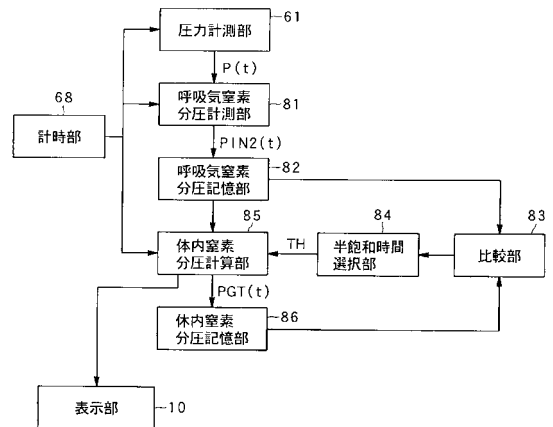 61
圧力計測部
P(t)
68
計時部
81
呼吸気窒素
分圧計測部
PIN2(t)
82
呼吸気窒素
分圧記憶部
85
体内窒素
分圧計算部
TH
84
半飽和時間
選択部
83
比較部
PGT(t)
86
体内窒素
分圧記憶部
表示部
10